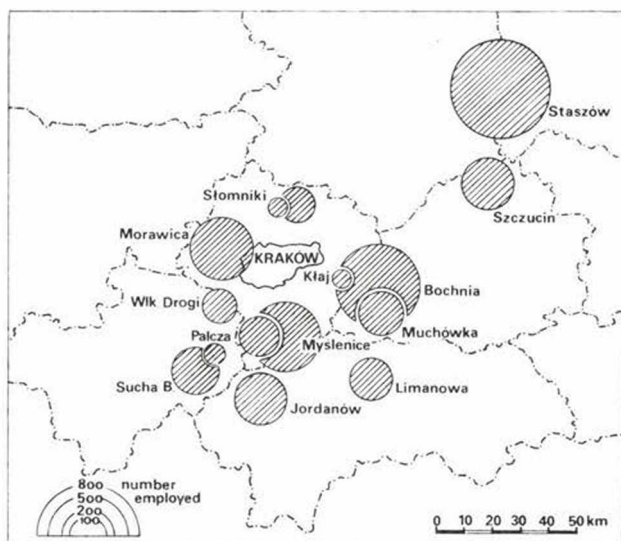 Staszów
Szczucin
Słomniki
Morawica
KRAKÓW
Kłaj
Bochnia
Wlk Drogi
Muchówka
Palcza
Myslenice
Sucha B.
Limanowa
Jordanów
800 number
500 employed
200
100
0 10 20 30 40 50 km